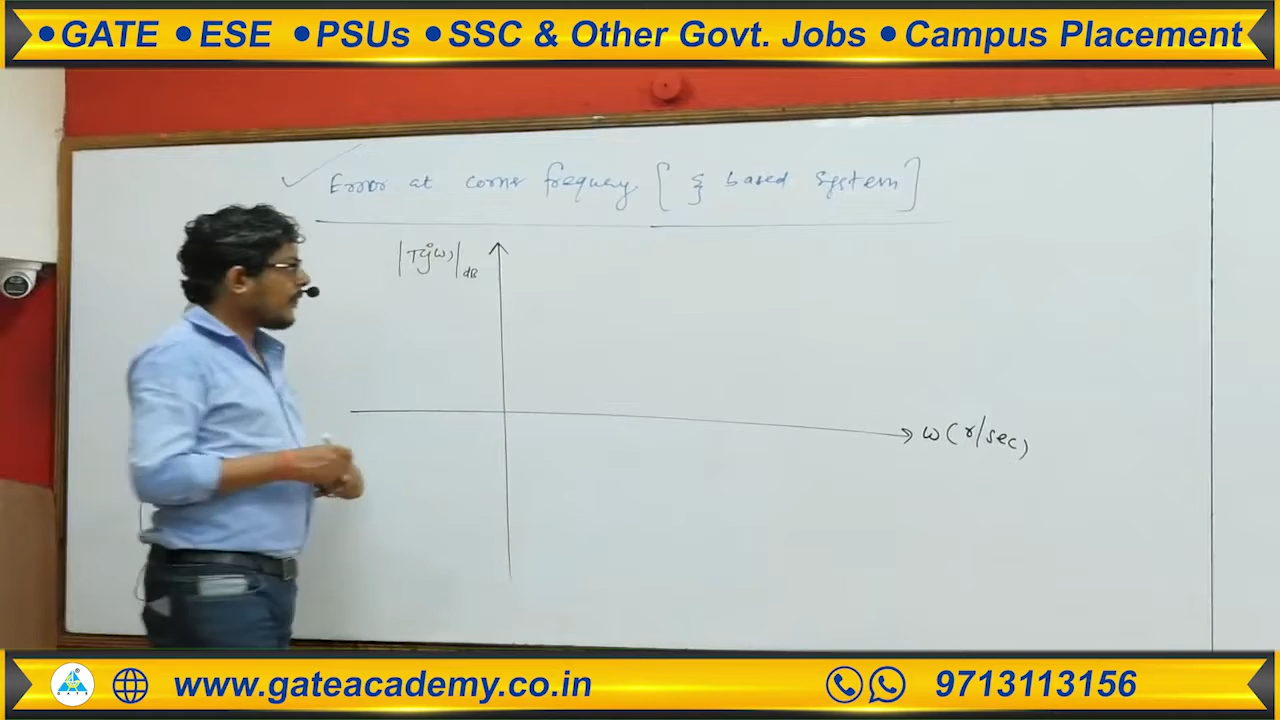 •GATE •ESE •PSUs •SSC & Other Govt. Jobs •Campus Placement
Error at corner frequency [ ξ based system ]
|T(jω)|dB
ω (r/sec)
GATE
www.gateacademy.co.in
9713113156